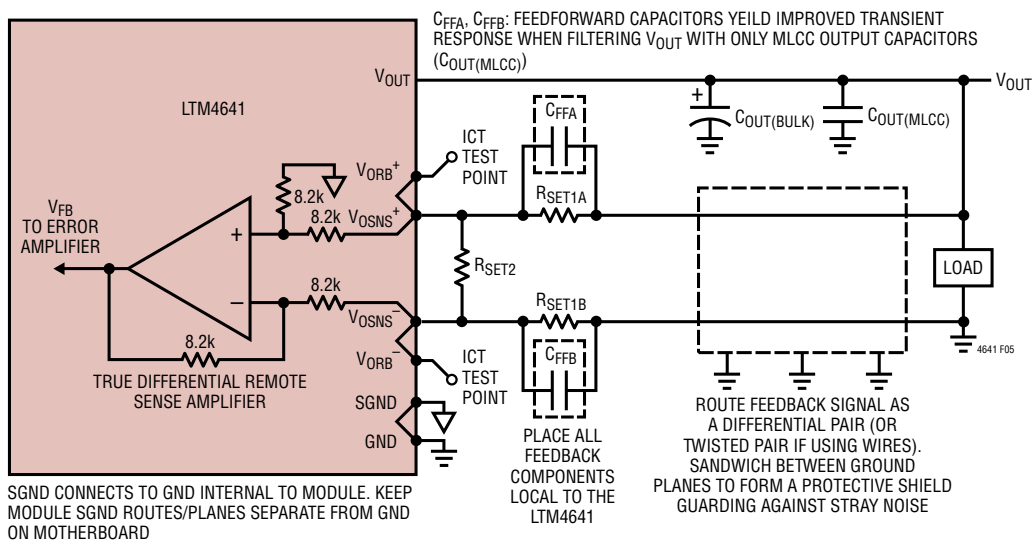 CFFA, CFFB: FEEDFORWARD CAPACITORS YEILD IMPROVED TRANSIENT
RESPONSE WHEN FILTERING VOUT WITH ONLY MLCC OUTPUT CAPACITORS
(COUT(MLCC))
VOUT
VOUT
LTM4641
+
COUT(BULK)
COUT(MLCC)
CFFA
ICT
TEST
POINT
VORB+
8.2k
RSET1A
VFB
TO ERROR
AMPLIFIER
8.2k
VOSNS+
+
RSET2
LOAD
–
8.2k
VOSNS–
RSET1B
8.2k
VORB–
CFFB
4641 F05
TRUE DIFFERENTIAL REMOTE
SENSE AMPLIFIER
ICT
TEST
POINT
SGND
GND
PLACE ALL
FEEDBACK
COMPONENTS
LOCAL TO THE
LTM4641
ROUTE FEEDBACK SIGNAL AS
A DIFFERENTIAL PAIR (OR
TWISTED PAIR IF USING WIRES).
SANDWICH BETWEEN GROUND
PLANES TO FORM A PROTECTIVE SHIELD
GUARDING AGAINST STRAY NOISE
SGND CONNECTS TO GND INTERNAL TO MODULE. KEEP
MODULE SGND ROUTES/PLANES SEPARATE FROM GND
ON MOTHERBOARD